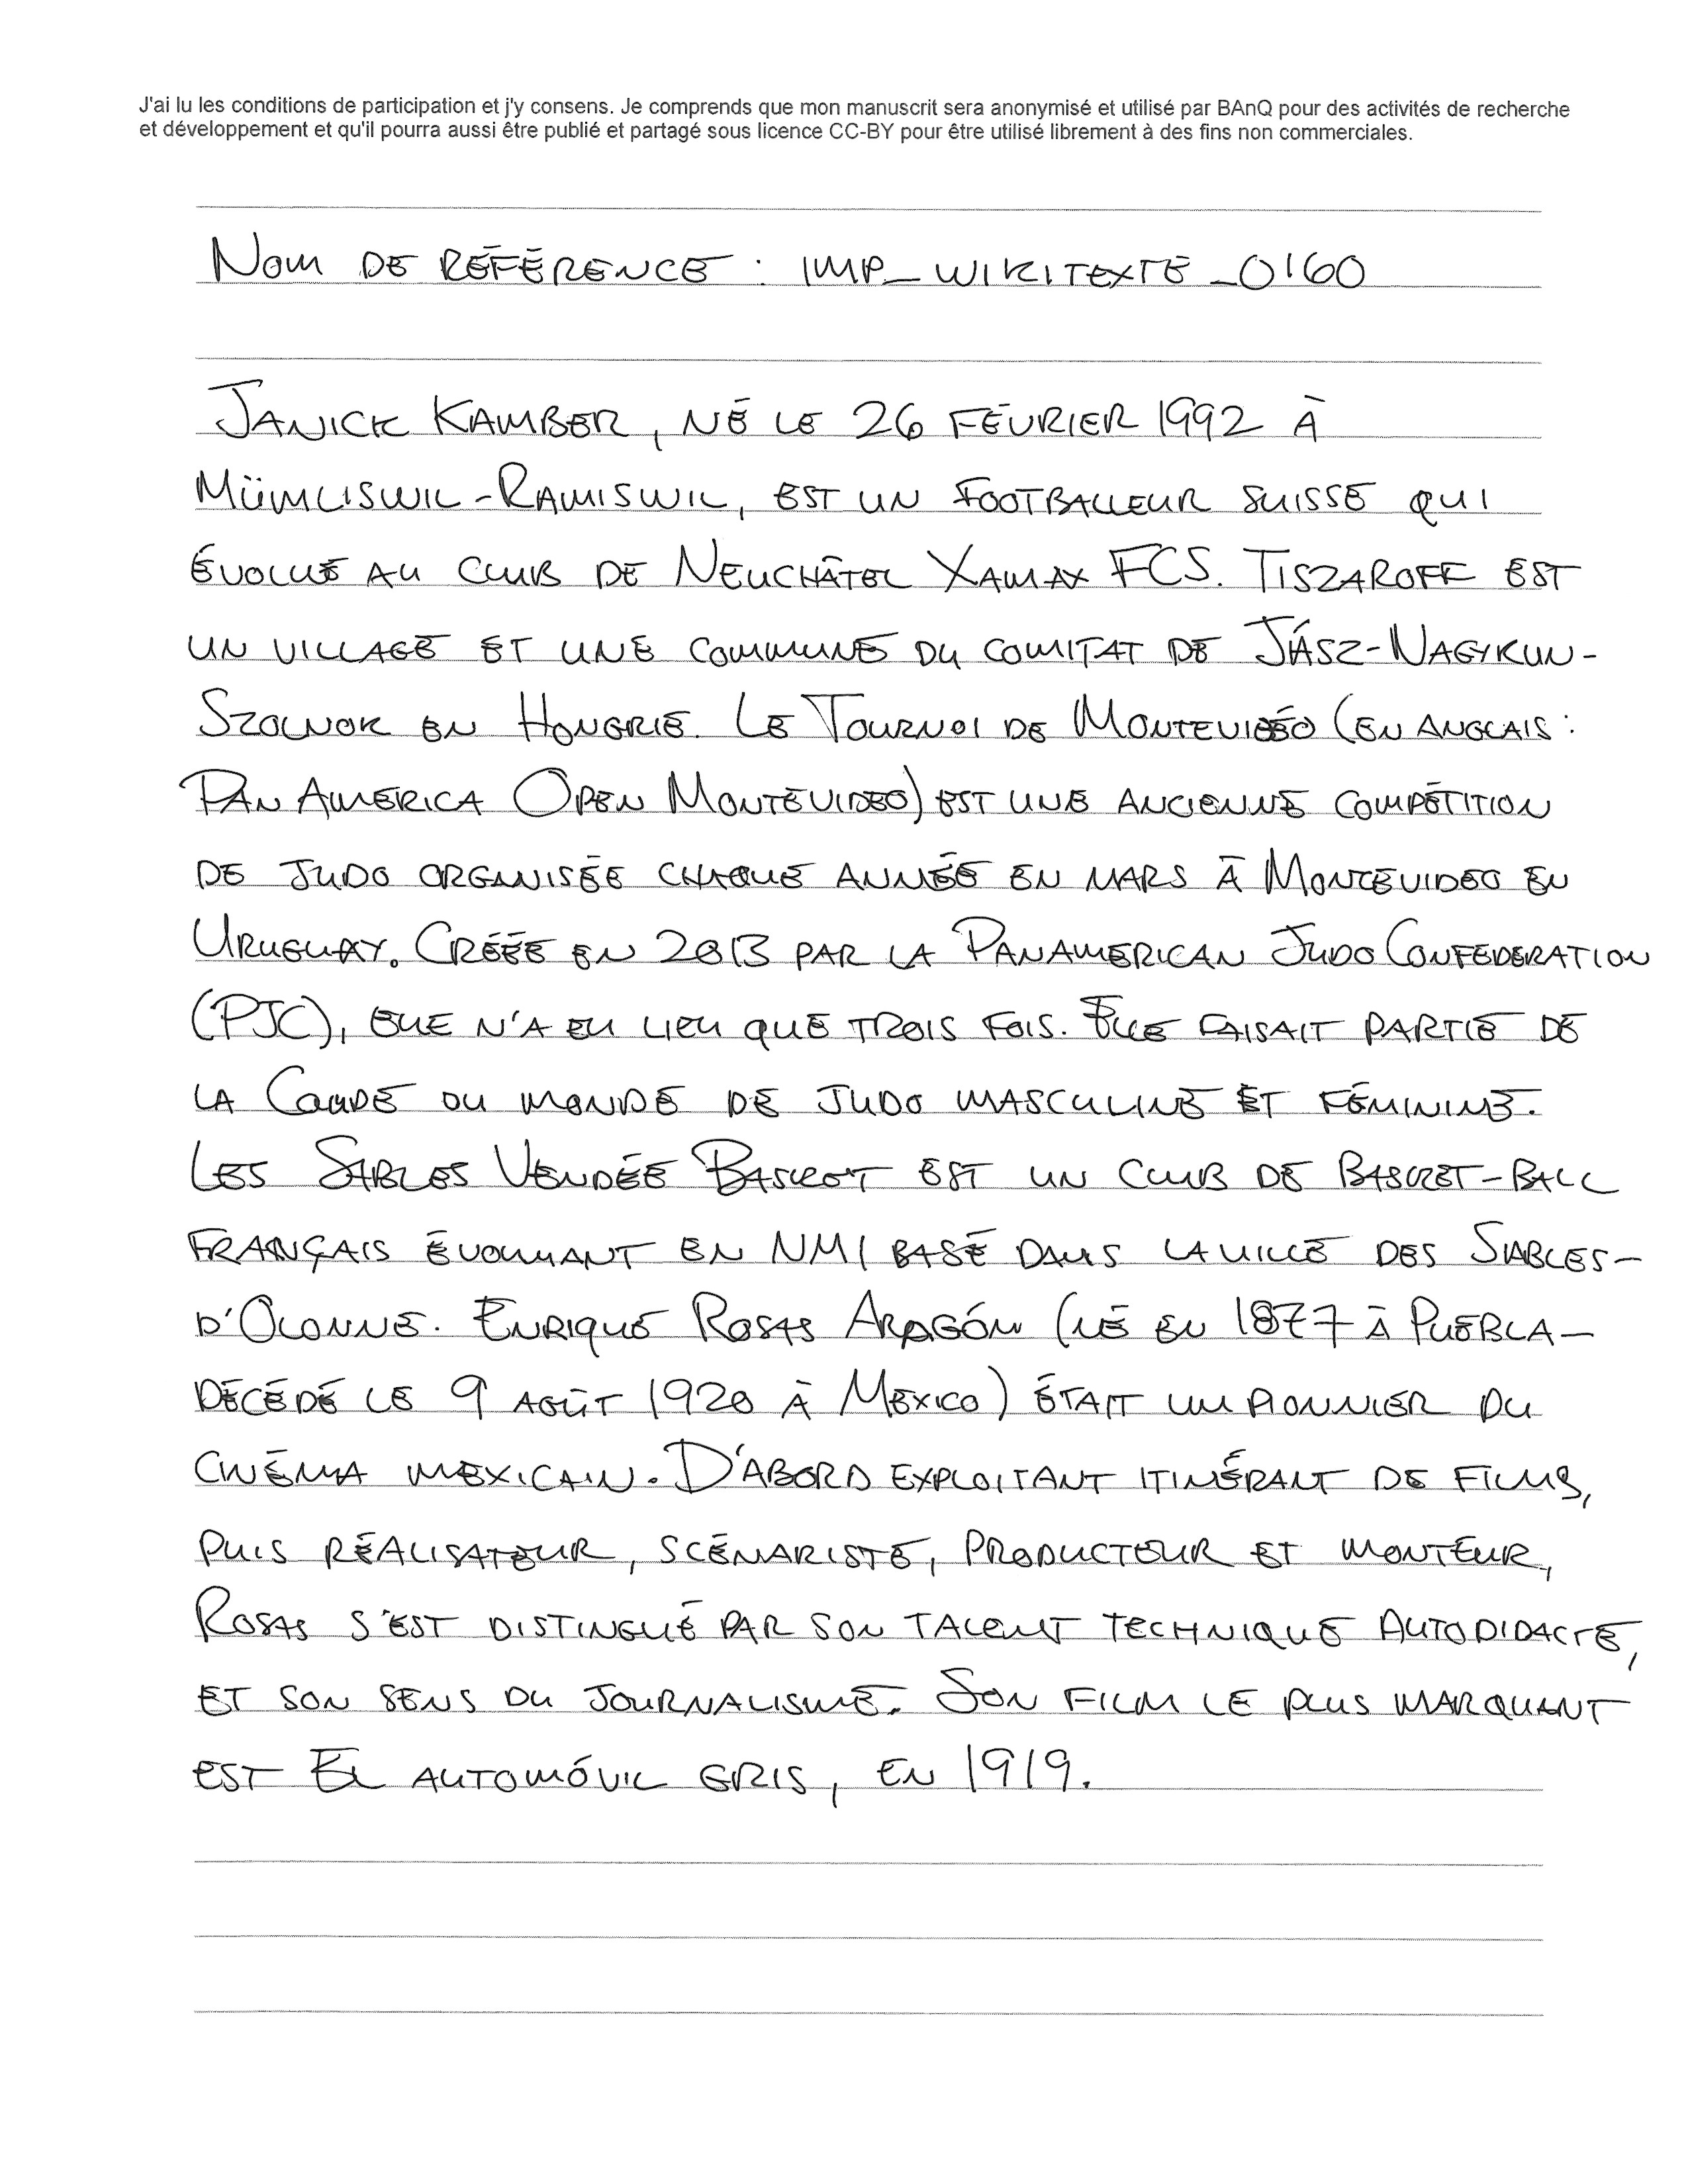 J'ai lu les conditions de participation et j'y consens. Je comprends que mon manuscrit sera anonymisé et utilisé par BAnQ pour des activités de recherche
et développement et qu'il pourra aussi être publié et partagé sous licence CC-BY pour être utilisé librement à des fins non commerciales.
NOM DE RÉFÉRENCE : IMP_WIKITEXTE_0160
JANICK KAMBER, NÉ LE 26 FÉVRIER 1992 À
MÜMLISWIL-RAMISWIL, EST UN FOOTBALLEUR SUISSE QUI
ÉVOLUE AU CLUB DE NEUCHÂTEL XAMAX FCS. TISZAROFF EST
UN VILLAGE ET UNE COMMUNE DU COMITAT DE JÁSZ-NAGYKUN-
SZOLNOK EN HONGRIE. LE TOURNOI DE MONTEVIDÉO (EN ANGLAIS :
PAN AMERICA OPEN MONTEVIDEO) EST UNE ANCIENNE COMPÉTITION
DE JUDO ORGANISÉE CHAQUE ANNÉE EN MARS À MONTEVIDEO EN
URUGUAY. CRÉÉE EN 2013 PAR LA PANAMERICAN JUDO CONFEDERATION
(PJC), ELLE N'A EU LIEU QUE TROIS FOIS. ELLE FAISAIT PARTIE DE
LA COUPE DU MONDE DE JUDO MASCULINE ET FÉMININE.
LES SABLES VENDÉE BASKET EST UN CLUB DE BASKET-BALL
FRANÇAIS ÉVOLUANT EN NM1 BASÉ DANS LA VILLE DES SABLES-
D'OLONNE. ENRIQUE ROSAS ARAGÓN (NÉ EN 1877 À PUEBLA -
DÉCÉDÉ LE 9 AOÛT 1920 À MEXICO) ÉTAIT UN PIONNIER DU
CINÉMA MEXICAIN. D'ABORD EXPLOITANT ITINÉRANT DE FILMS,
PUIS RÉALISATEUR, SCÉNARISTE, PRODUCTEUR ET MONTEUR,
ROSAS S'EST DISTINGUÉ PAR SON TALENT TECHNIQUE AUTODIDACTE,
ET SON SENS DU JOURNALISME. SON FILM LE PLUS MARQUANT
EST EL AUTOMÓVIL GRIS, EN 1919.